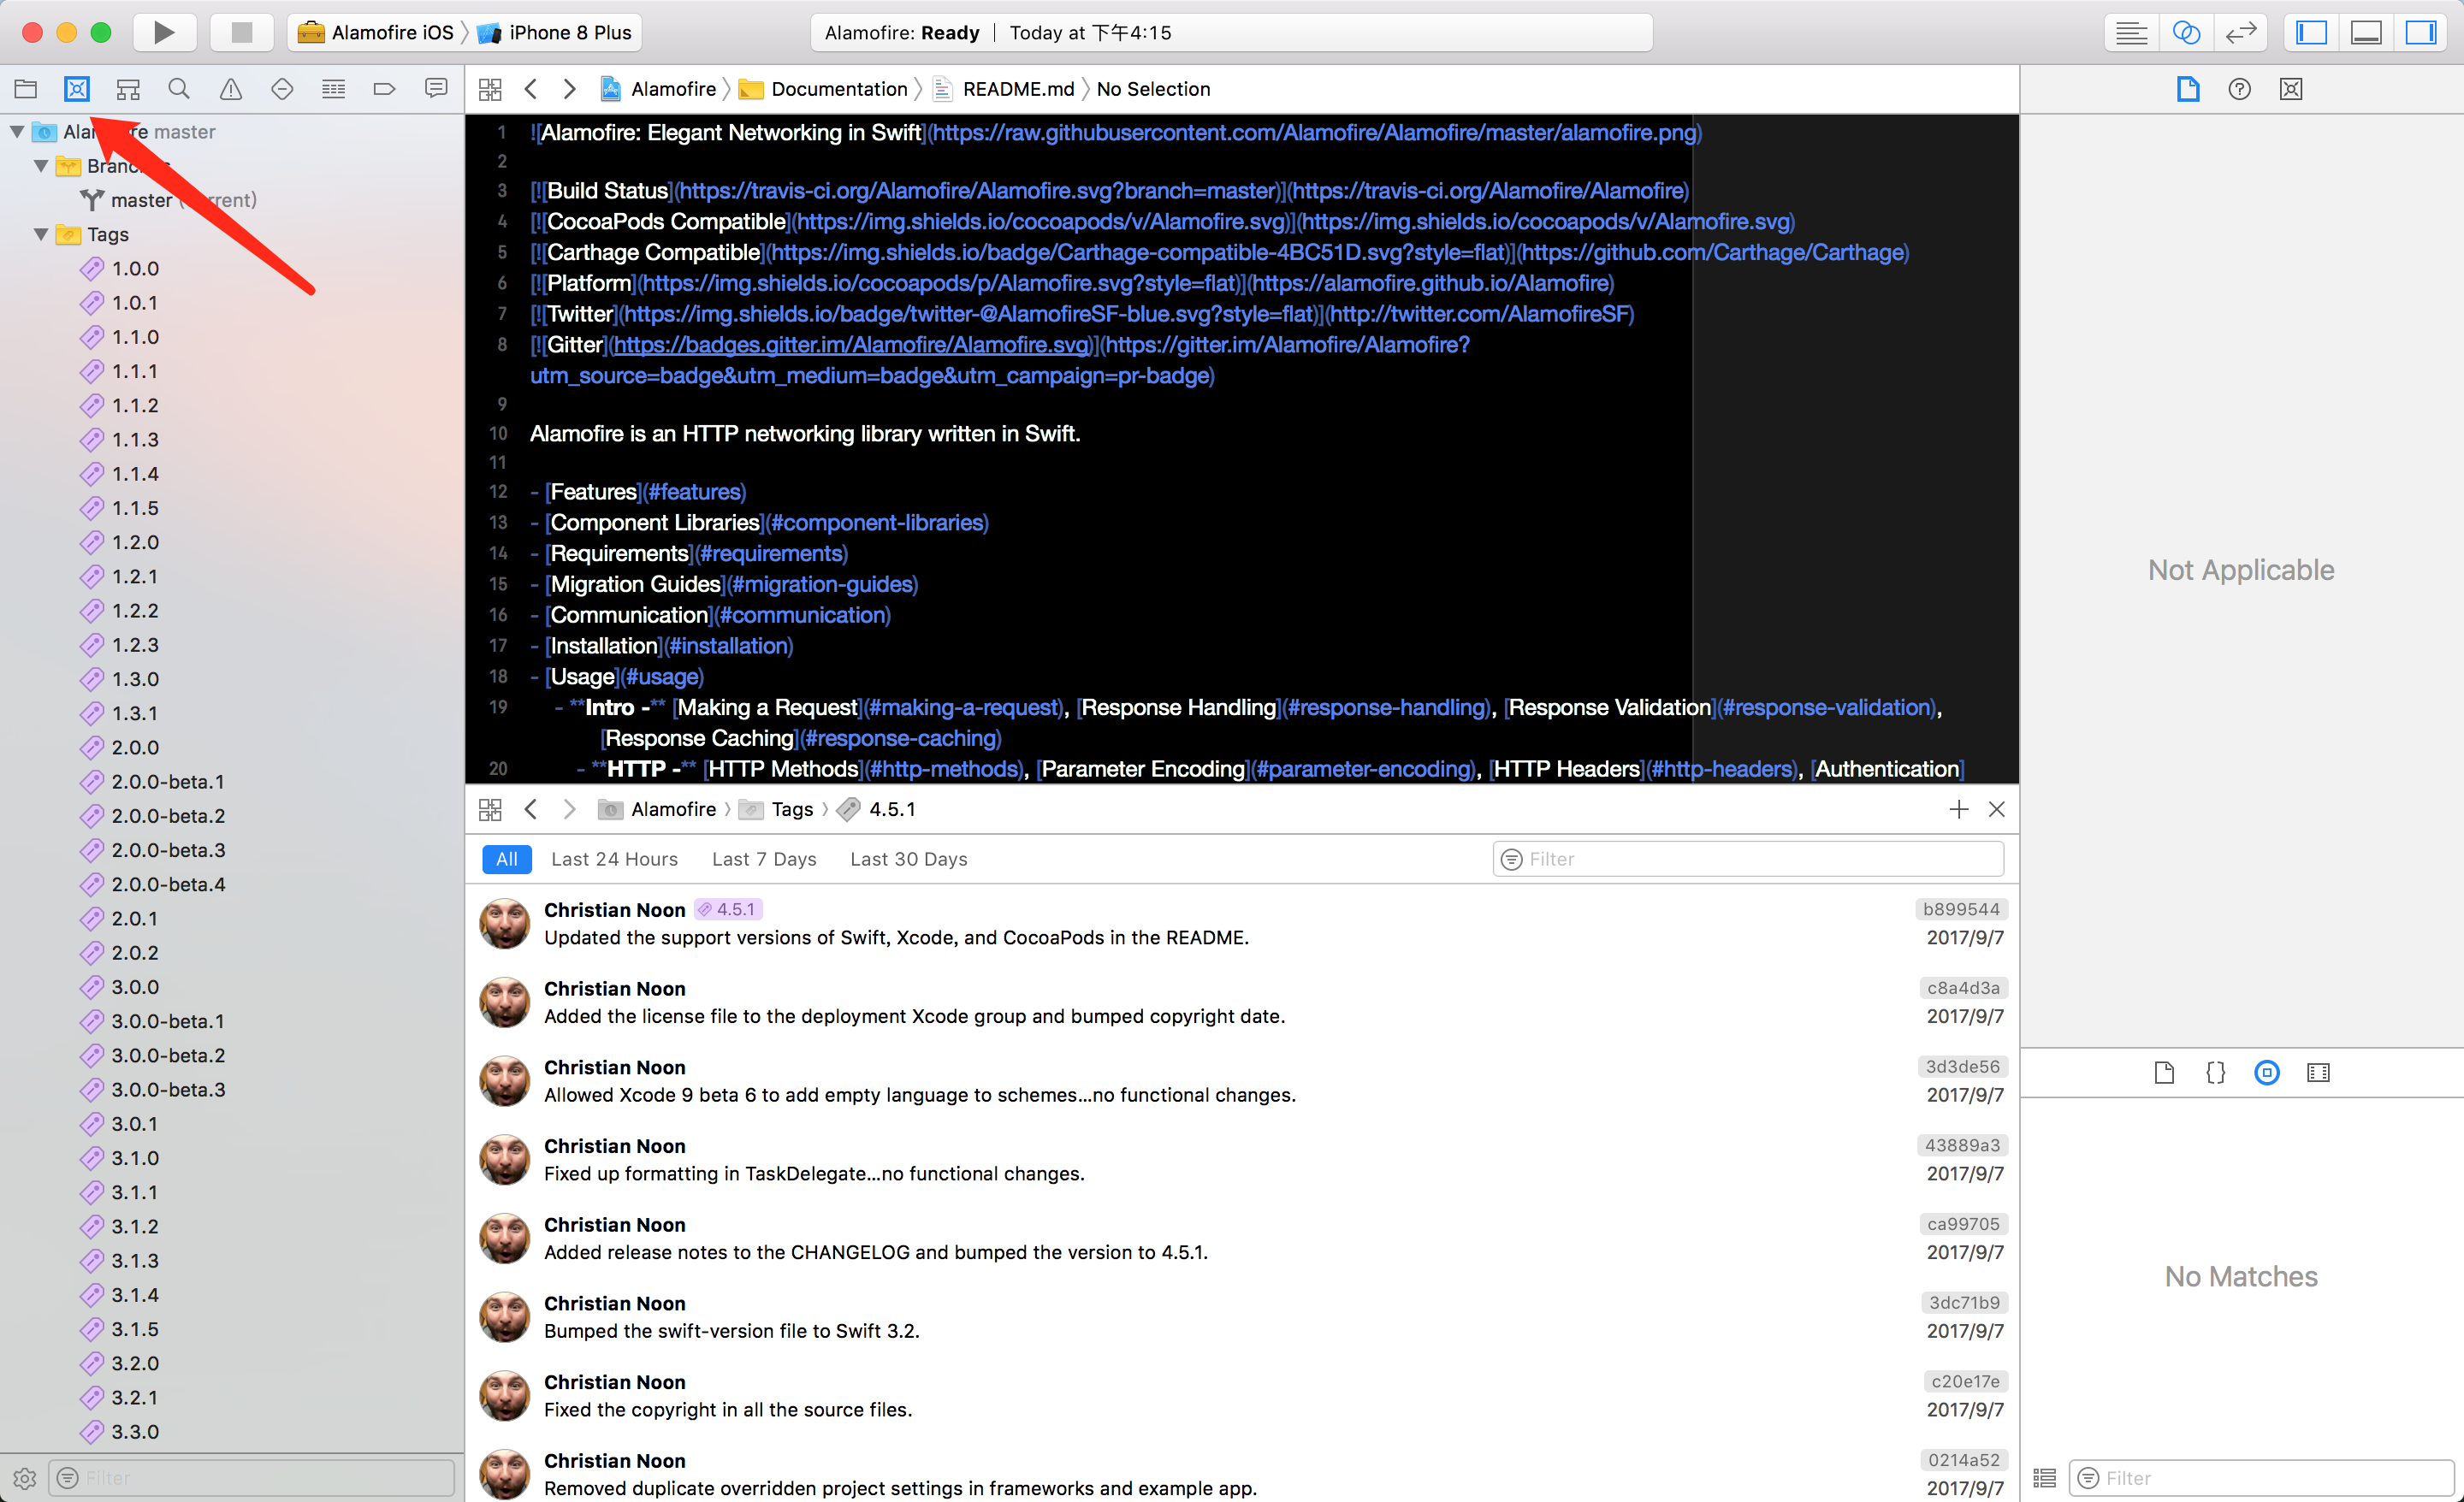 Alamofire iOS iPhone 8 Plus
Alamofire: Ready Today at 下午4:15
Alamofire Documentation README.md No Selection
master
master
Tags
1.0.0
1.0.1
1.1.0
1.1.1
1.1.2
1.1.3
1.1.4
1.1.5
1.2.0
1.2.1
1.2.2
1.2.3
1.3.0
1.3.1
2.0.0
2.0.0-beta.1
2.0.0-beta.2
2.0.0-beta.3
2.0.0-beta.4
2.0.1
2.0.2
3.0.0
3.0.0-beta.1
3.0.0-beta.2
3.0.0-beta.3
3.0.1
3.1.0
3.1.1
3.1.2
3.1.3
3.1.4
3.1.5
3.2.0
3.2.1
3.3.0
Filter
1 ![Alamofire: Elegant Networking in Swift](https://raw.githubusercontent.com/Alamofire/Alamofire/master/alamofire.png)
2
3 [![Build Status](https://travis-ci.org/Alamofire/Alamofire.svg?branch=master)](https://travis-ci.org/Alamofire/Alamofire)
4 [![CocoaPods Compatible](https://img.shields.io/cocoapods/v/Alamofire.svg)](https://img.shields.io/cocoapods/v/Alamofire.svg)
5 [![Carthage Compatible](https://img.shields.io/badge/Carthage-compatible-4BC51D.svg?style=flat)](https://github.com/Carthage/Carthage)
6 [![Platform](https://img.shields.io/cocoapods/p/Alamofire.svg?style=flat)](https://alamofire.github.io/Alamofire)
7 [![Twitter](https://img.shields.io/badge/twitter-@AlamofireSF-blue.svg?style=flat)](http://twitter.com/AlamofireSF)
8 [![Gitter](https://badges.gitter.im/Alamofire/Alamofire.svg)](https://gitter.im/Alamofire/Alamofire?
utm_source=badge&utm_medium=badge&utm_campaign=pr-badge)
9
10 Alamofire is an HTTP networking library written in Swift.
11
12 - [Features](#features)
13 - [Component Libraries](#component-libraries)
14 - [Requirements](#requirements)
15 - [Migration Guides](#migration-guides)
16 - [Communication](#communication)
17 - [Installation](#installation)
18 - [Usage](#usage)
19 - **Intro -** [Making a Request](#making-a-request), [Response Handling](#response-handling), [Response Validation](#response-validation),
[Response Caching](#response-caching)
20 - **HTTP -** [HTTP Methods](#http-methods), [Parameter Encoding](#parameter-encoding), [HTTP Headers](#http-headers), [Authentication]
Alamofire Tags 4.5.1
All Last 24 Hours Last 7 Days Last 30 Days Filter
Christian Noon 4.5.1 b899544
Updated the support versions of Swift, Xcode, and CocoaPods in the README. 2017/9/7
Christian Noon c8a4d3a
Added the license file to the deployment Xcode group and bumped copyright date. 2017/9/7
Christian Noon 3d3de56
Allowed Xcode 9 beta 6 to add empty language to schemes...no functional changes. 2017/9/7
Christian Noon 43889a3
Fixed up formatting in TaskDelegate...no functional changes. 2017/9/7
Christian Noon ca99705
Added release notes to the CHANGELOG and bumped the version to 4.5.1. 2017/9/7
Christian Noon 3dc71b9
Bumped the swift-version file to Swift 3.2. 2017/9/7
Christian Noon c20e17e
Fixed the copyright in all the source files. 2017/9/7
Christian Noon 0214a52
Removed duplicate overridden project settings in frameworks and example app. 2017/9/7
Not Applicable
No Matches
Filter